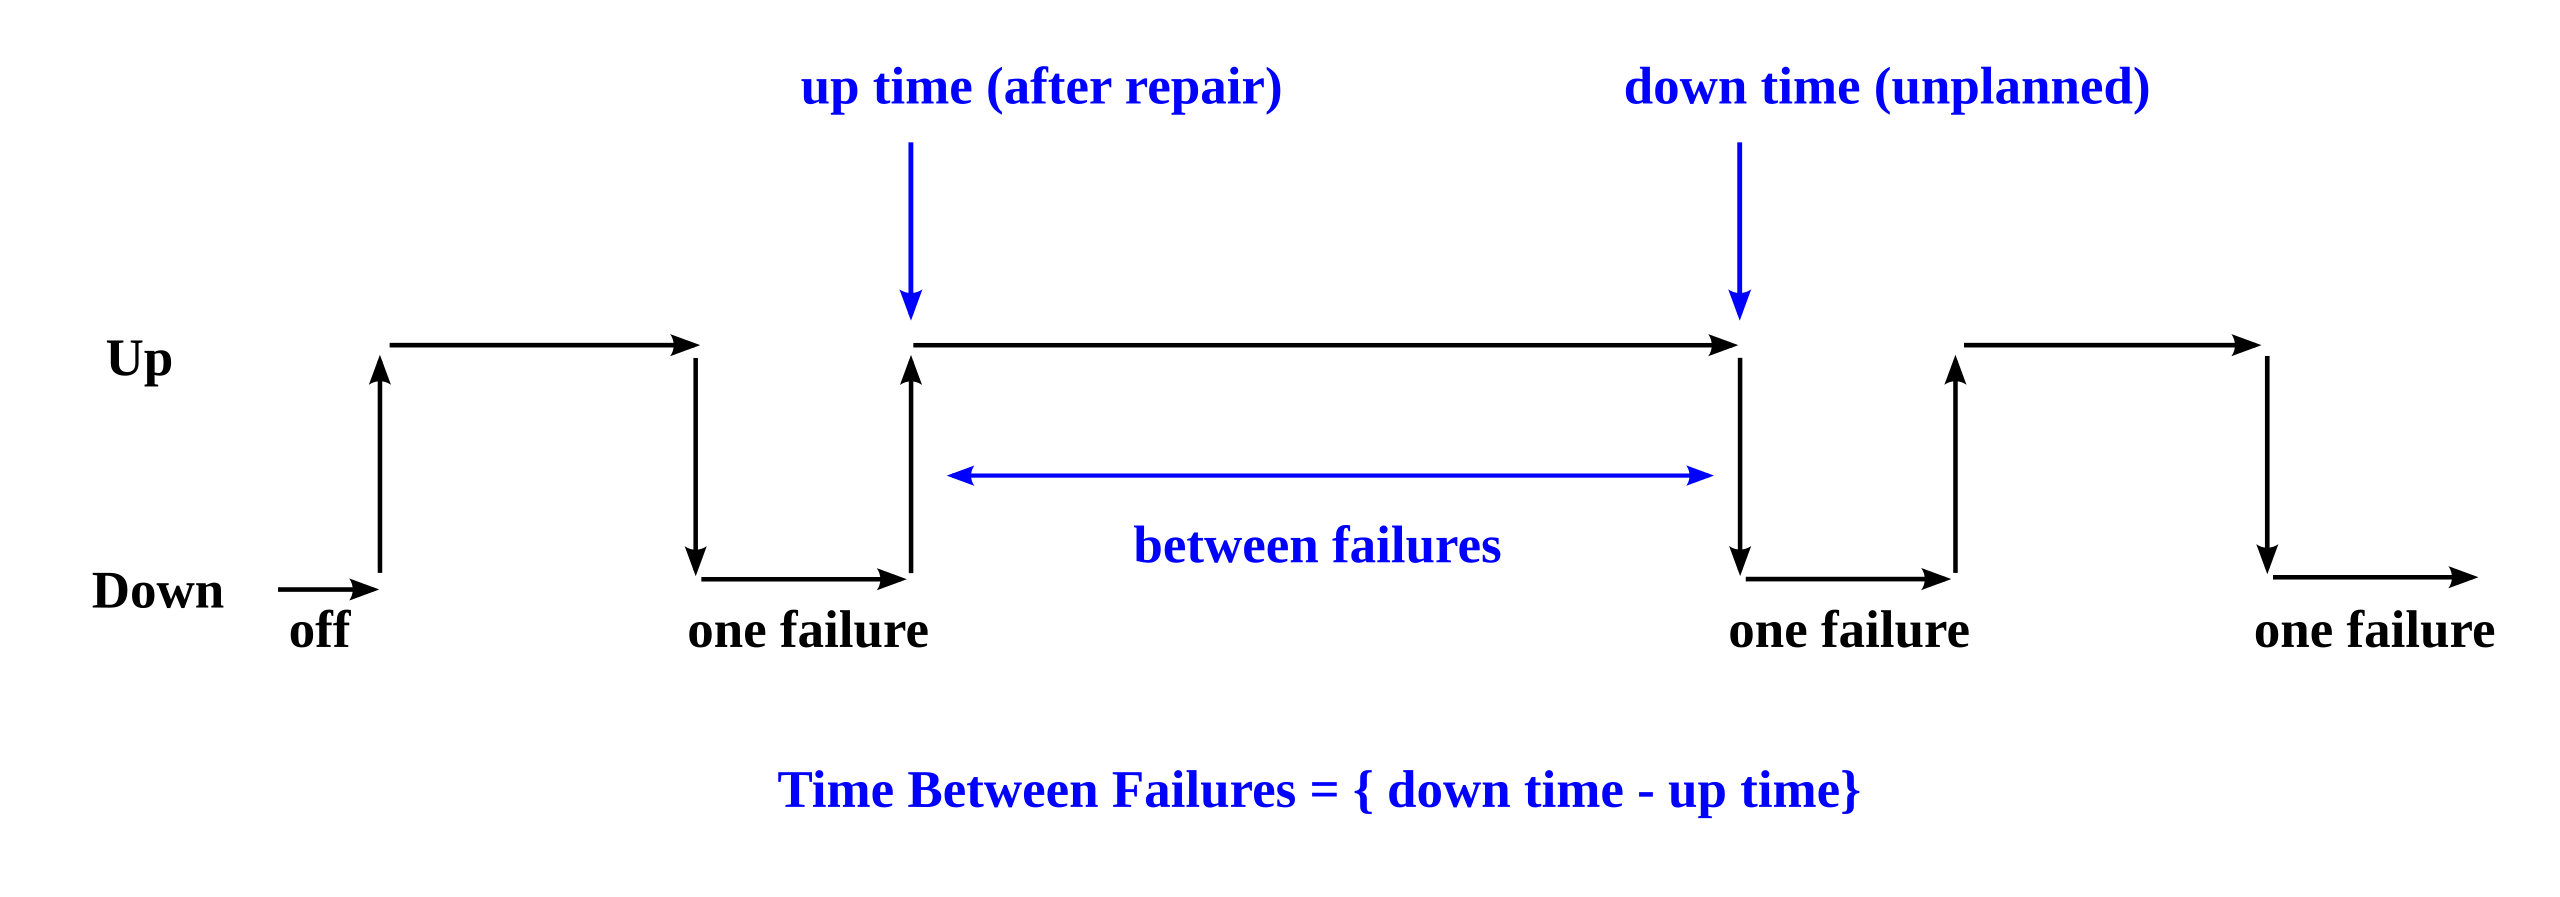 up time (after repair)
down time (unplanned)
Up
between failures
Down
off
one failure
one failure
one failure
Time Between Failures = { down time - up time}